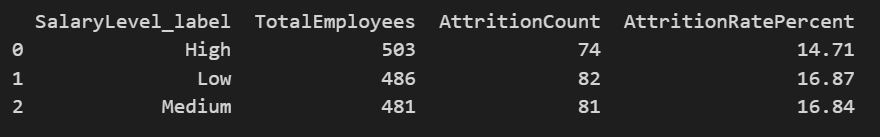 SalaryLevel_label TotalEmployees AttritionCount AttritionRatePercent
0 High 503 74 14.71
1 Low 486 82 16.87
2 Medium 481 81 16.84